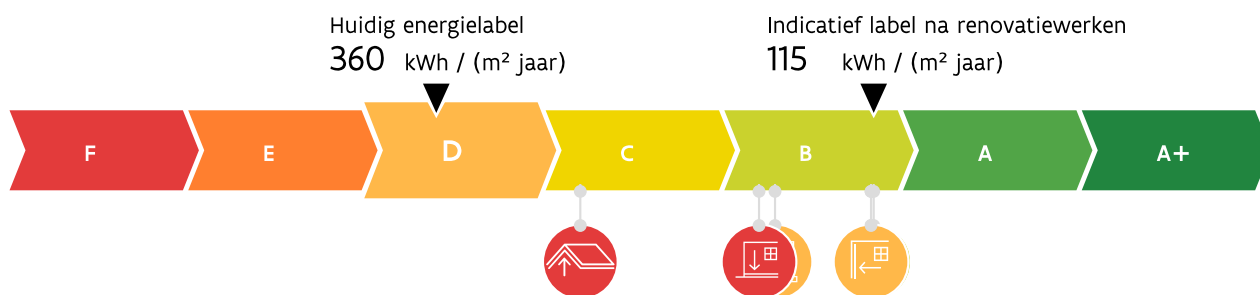 Huidig energielabel
360 kWh / (m² jaar)
Indicatief label na renovatiewerken
115 kWh / (m² jaar)
F E D C B A A+